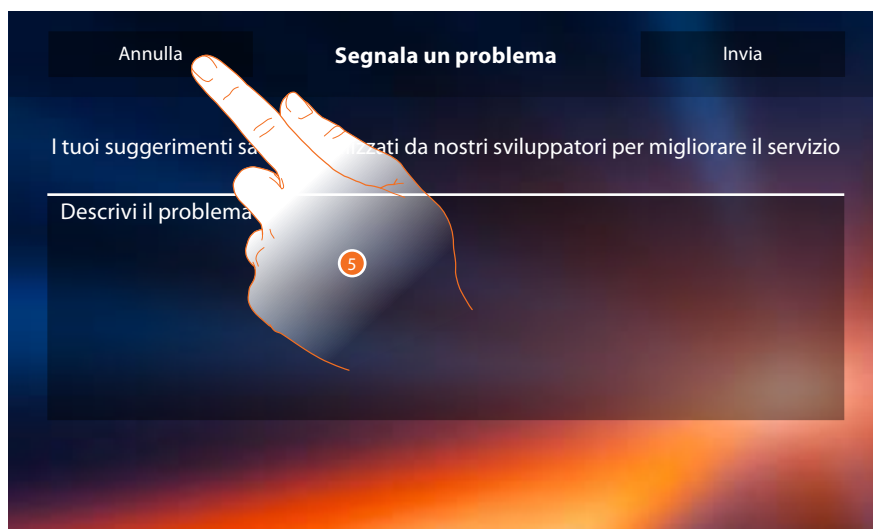 Annulla
Segnala un problema
Invia
I tuoi suggerimenti sa zzati da nostri sviluppatori per migliorare il servizio
Descrivi il problema
5